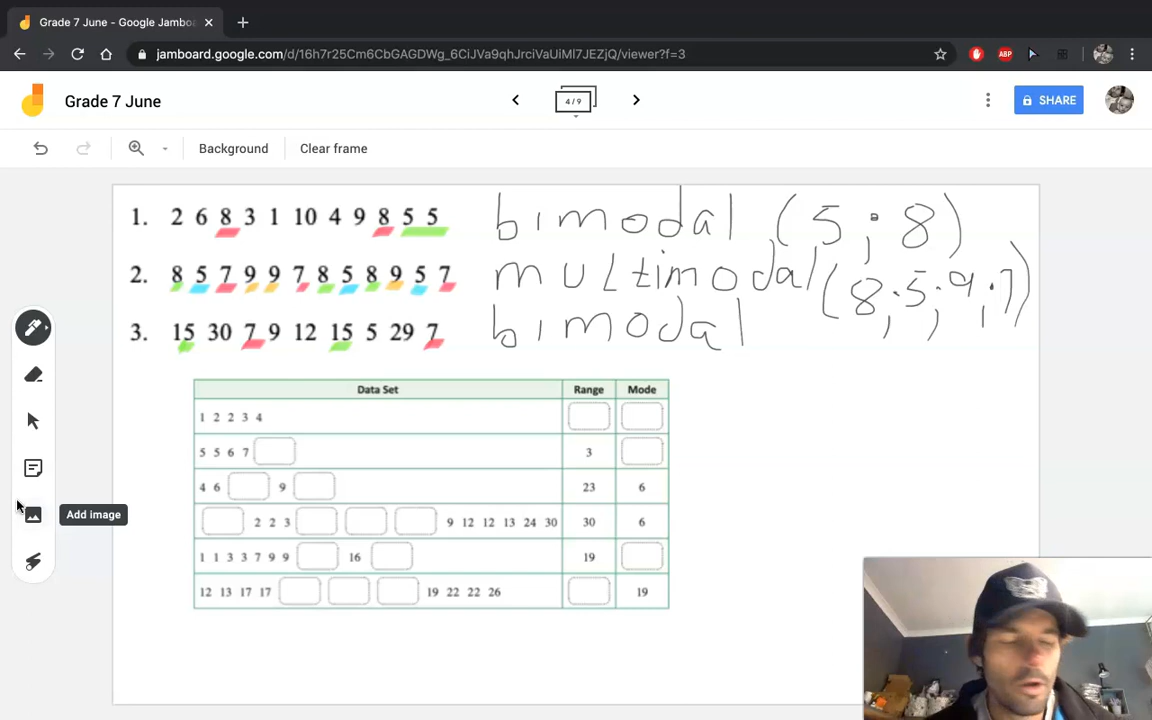 Grade 7 June - Google Jambo
jamboard.google.com/d/16h7r25Cm6CbGAGDWg_6CiJVa9qhJrciVaUiMl7JEZjQ/viewer?f=3
ABP
Grade 7 June
4 / 9
SHARE
Background
Clear frame
1. 2 6 8 3 1 10 4 9 8 5 5 bimodal (5 ; 8)
2. 8 5 7 9 9 7 8 5 8 9 5 7 multimodal (8;5;9;7)
3. 15 30 7 9 12 15 5 29 7 bimodal
Data Set Range Mode
1 2 2 3 4
5 5 6 7 3
4 6 9 23 6
2 2 3 9 12 12 13 24 30 30 6
1 1 3 3 7 9 9 16 19
12 13 17 17 19 22 22 26 19
Add image